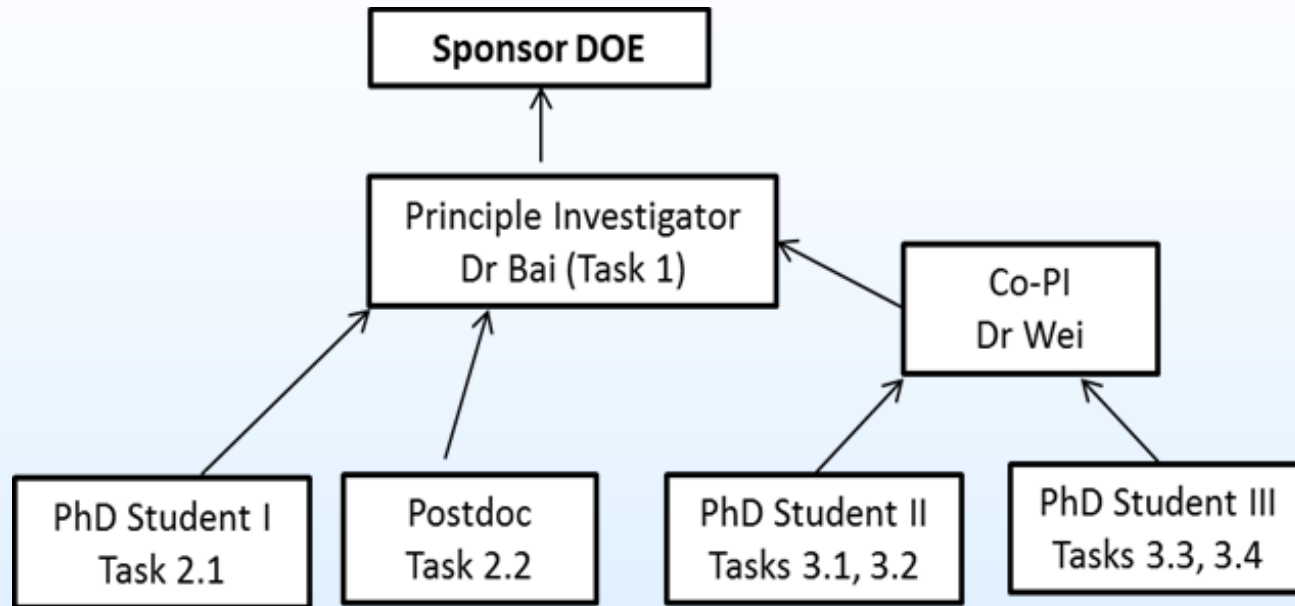 Sponsor DOE
Principle Investigator
Dr Bai (Task 1)
Co-PI
Dr Wei
PhD Student I
Task 2.1
Postdoc
Task 2.2
PhD Student II
Tasks 3.1, 3.2
PhD Student III
Tasks 3.3, 3.4